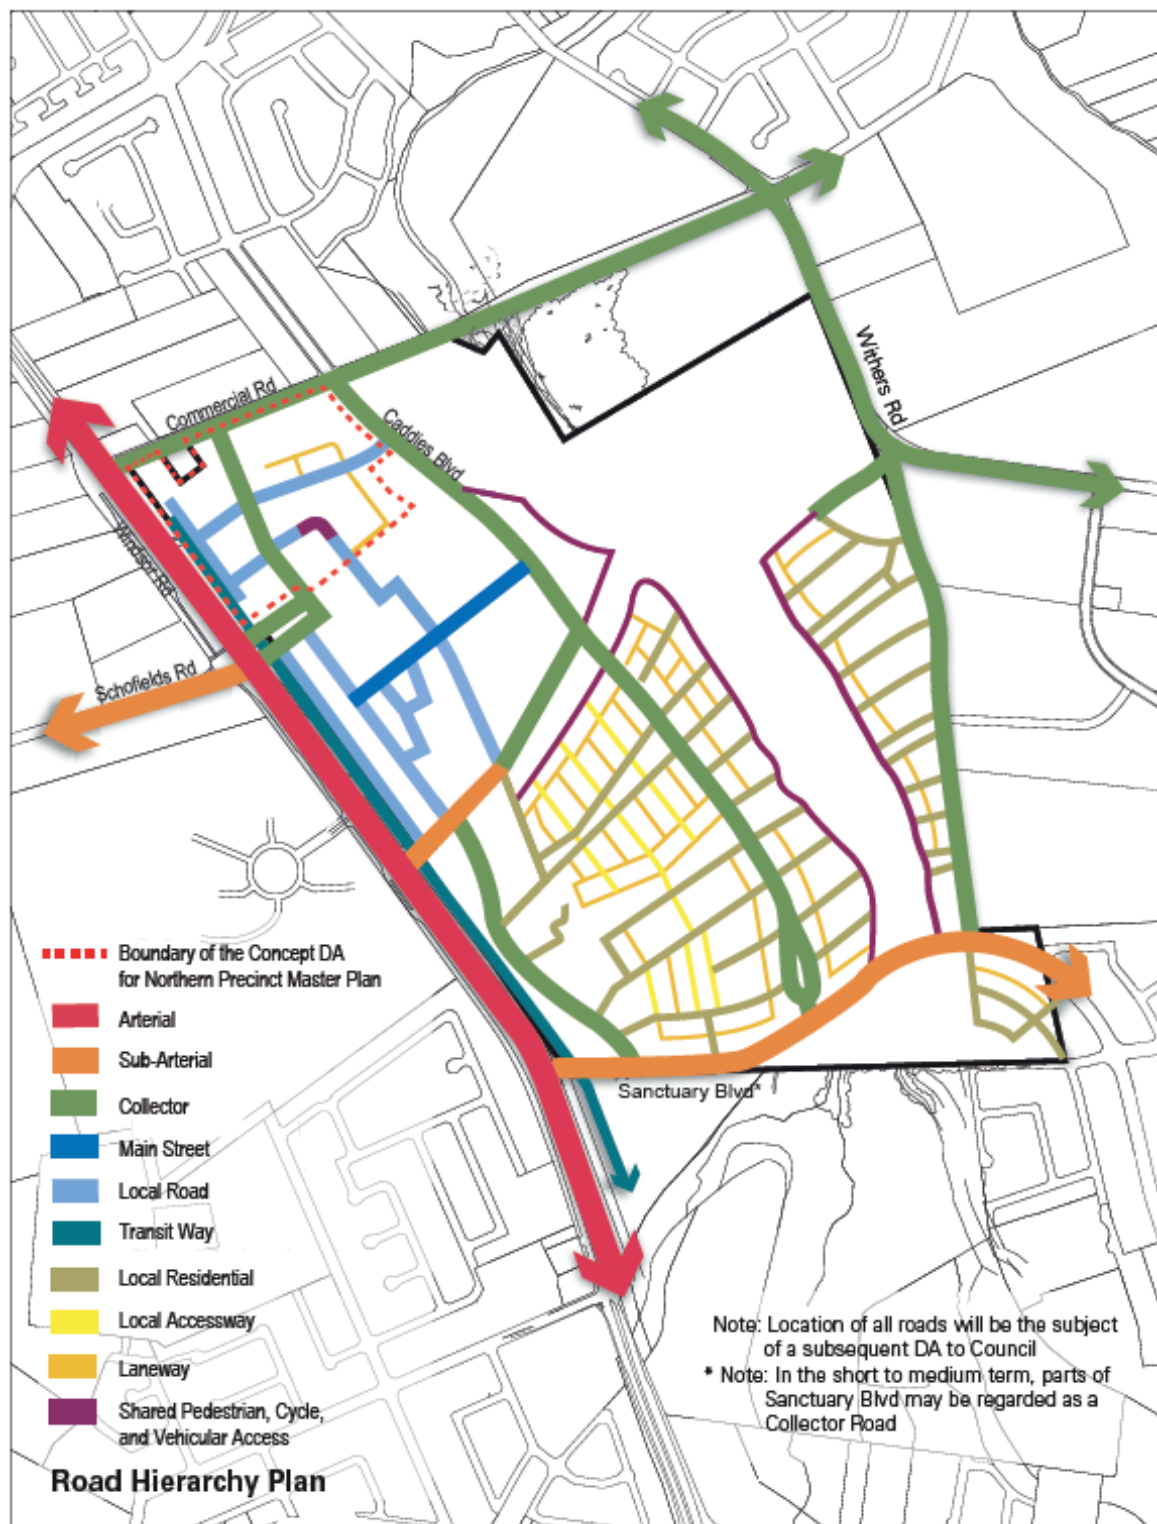 Commercial Rd
Caddies Blvd
Withers Rd
Windsor Rd
Schofields Rd
Sanctuary Blvd*
Boundary of the Concept DA
for Northern Precinct Master Plan
Arterial
Sub-Arterial
Collector
Main Street
Local Road
Transit Way
Local Residential
Local Accessway
Laneway
Shared Pedestrian, Cycle,
and Vehicular Access
Road Hierarchy Plan
Note: Location of all roads will be the subject
of a subsequent DA to Council
* Note: In the short to medium term, parts of
Sanctuary Blvd may be regarded as a
Collector Road